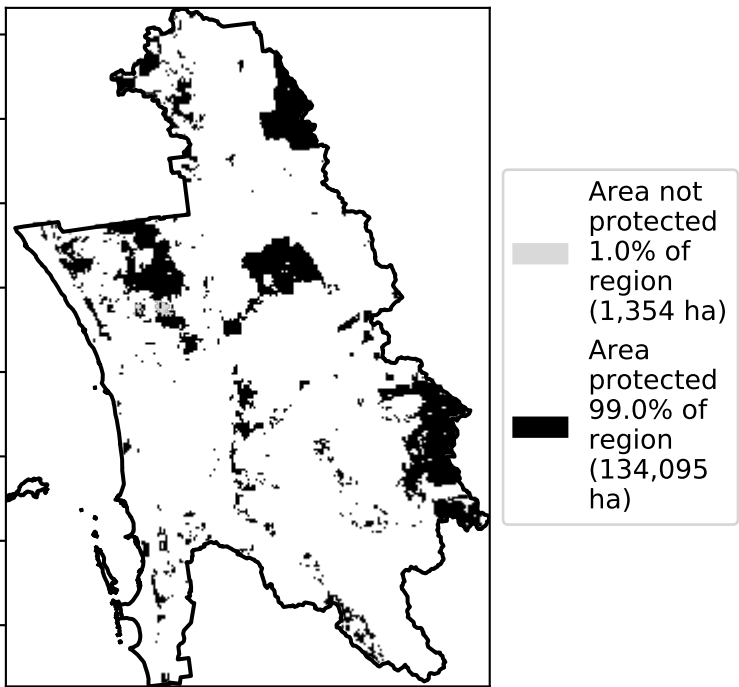 Area not
protected
1.0% of
region
(1,354 ha)
Area
protected
99.0% of
region
(134,095
ha)